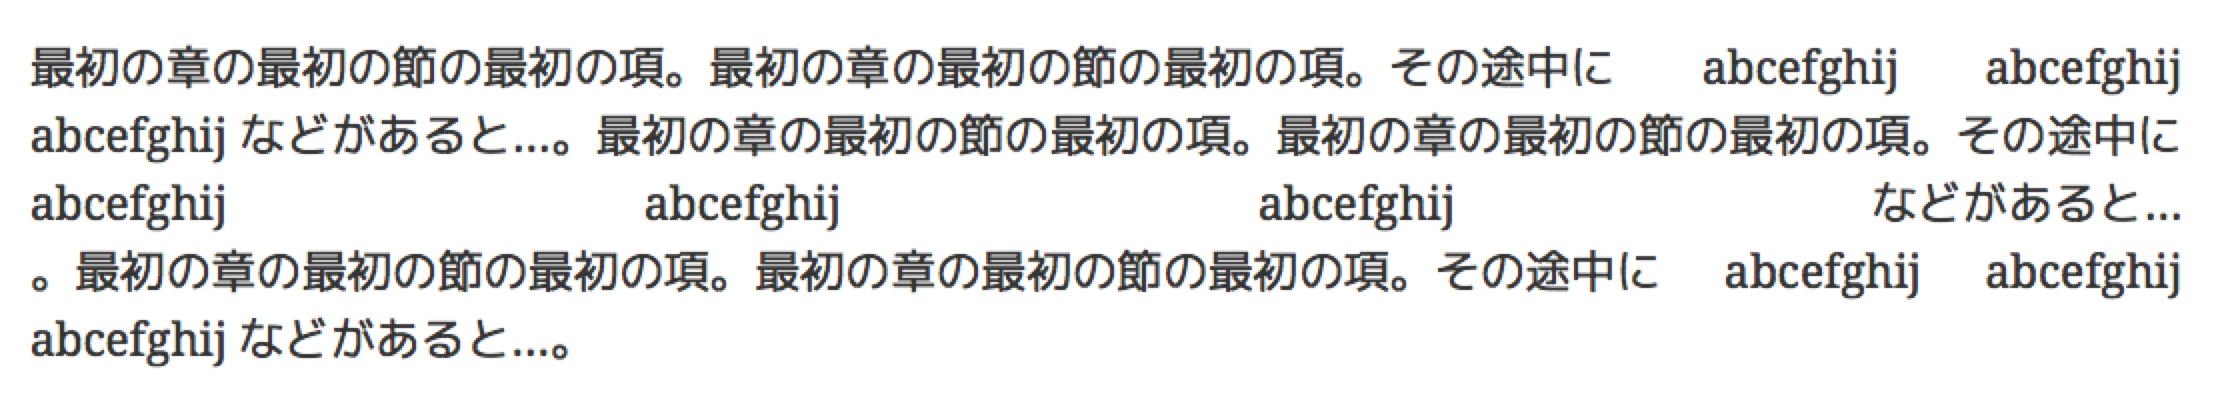 最初の章の最初の節の最初の項。最初の章の最初の節の最初の項。その途中に abcefghij abcefghij
abcefghij などがあると…。最初の章の最初の節の最初の項。最初の章の最初の節の最初の項。その途中に
abcefghij abcefghij abcefghij などがあると…
。最初の章の最初の節の最初の項。最初の章の最初の節の最初の項。その途中に abcefghij abcefghij
abcefghij などがあると…。